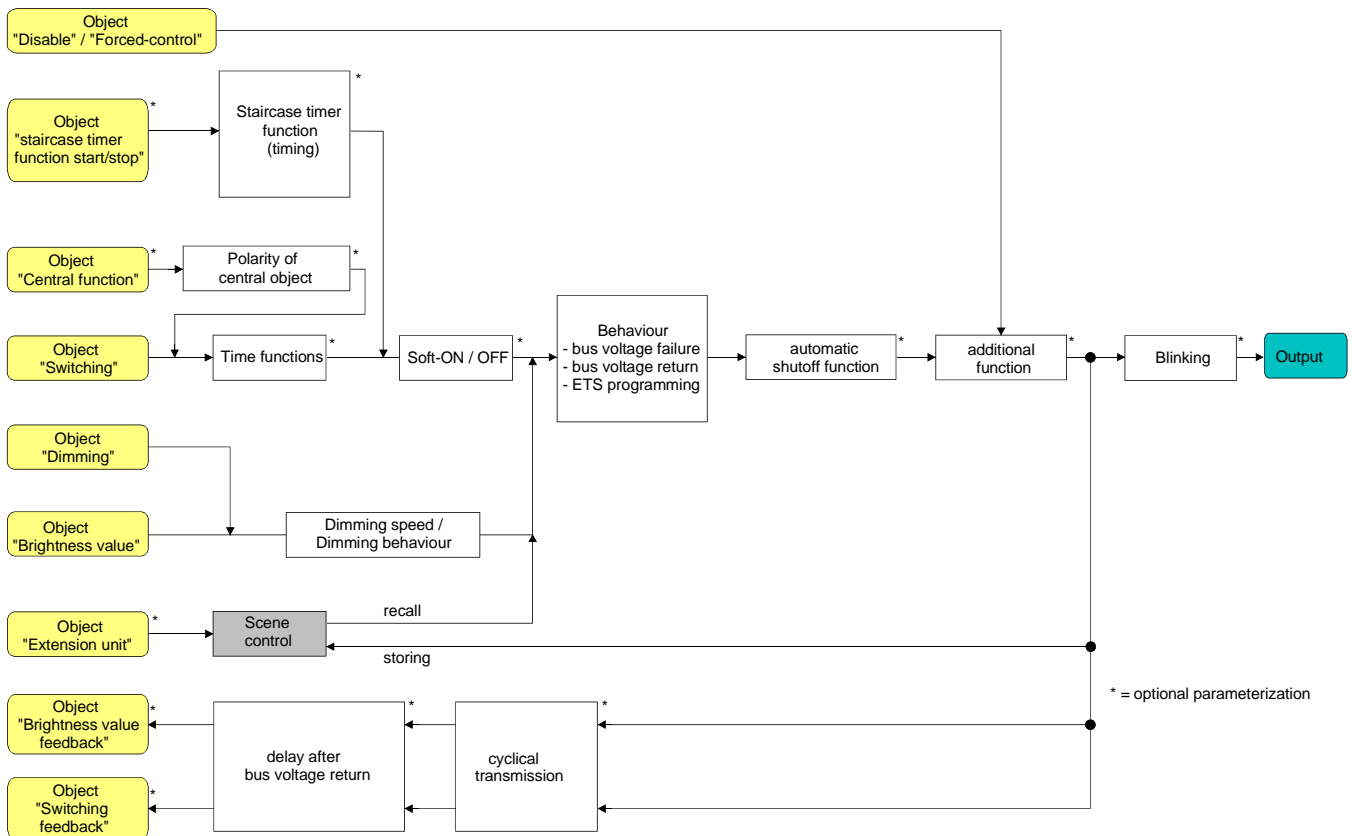 Object
"Disable" / "Forced-control"
*
*
Object
"staircase timer
function start/stop"
Staircase timer
function
(timing)
*
*
Object
"Central function"
Polarity of
central object
*
*
Object
"Switching"
Time functions
Soft-ON / OFF
Behaviour
- bus voltage failure
- bus voltage return
- ETS programming
*
automatic
shutoff function
*
additional
function
*
Blinking
*
Output
Object
"Dimming"
Object
"Brightness value"
Dimming speed /
Dimming behaviour
*
Object
"Extension unit"
Scene
control
recall
storing
* = optional parameterization
*
Object
"Brightness value
feedback"
*
delay after
bus voltage return
*
cyclical
transmission
*
Object
"Switching
feedback"